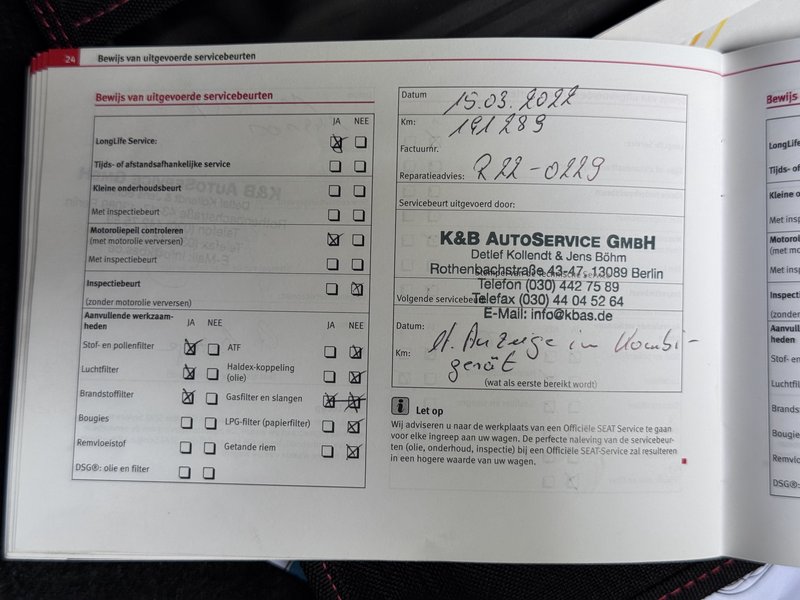 24 Bewijs van uitgevoerde servicebeurten
Bewijs van uitgevoerde servicebeurten
JA NEE
LongLife Service:
Tijds- of afstandsafhankelijke service
Kleine onderhoudsbeurt
Met inspectiebeurt
Motoroliepeil controleren
(met motorolie verversen)
Met inspectiebeurt
Inspectiebeurt
(zonder motorolie verversen)
Aanvullende werkzaam-
heden
JA NEE JA NEE
Stof- en pollenfilter ATF
Luchtfilter Haldex-koppeling
(olie)
Brandstoffilter Gasfilter en slangen
Bougies LPG-filter (papierfilter)
Remvloeistof Getande riem
DSG®: olie en filter
Datum 15.03.2022
Km: 191289
Factuurnr.
Reparatieadvies: R22-0229
Servicebeurt uitgevoerd door:
K&B AUTOSERVICE GMBH
Detlef Kollendt & Jens Böhm
Rothenbachstraße 43-47, 13089 Berlin
Telefon (030) 442 75 89
Volgende servicebeurt
Telefax (030) 44 04 52 64
E-Mail: info@kbas.de
Datum:
Km: lt. Anzeige im Kombi-
gerät
(wat als eerste bereikt wordt)
i Let op
Wij adviseren u naar de werkplaats van een Officiële SEAT Service te gaan
voor elke ingreep aan uw wagen. De perfecte naleving van de servicebeur-
ten (olie, onderhoud, inspectie) bij een Officiële SEAT-Service zal resulteren
in een hogere waarde van uw wagen.
Bewijs
LongLife
Tijds- of
Kleine o
Met insp
Motorol
(met mo
Met insp
Inspecti
(zonder
Aanvull
heden
Stof- en
Luchtfil
Brands
Bougie
Remvlo
DSG®: